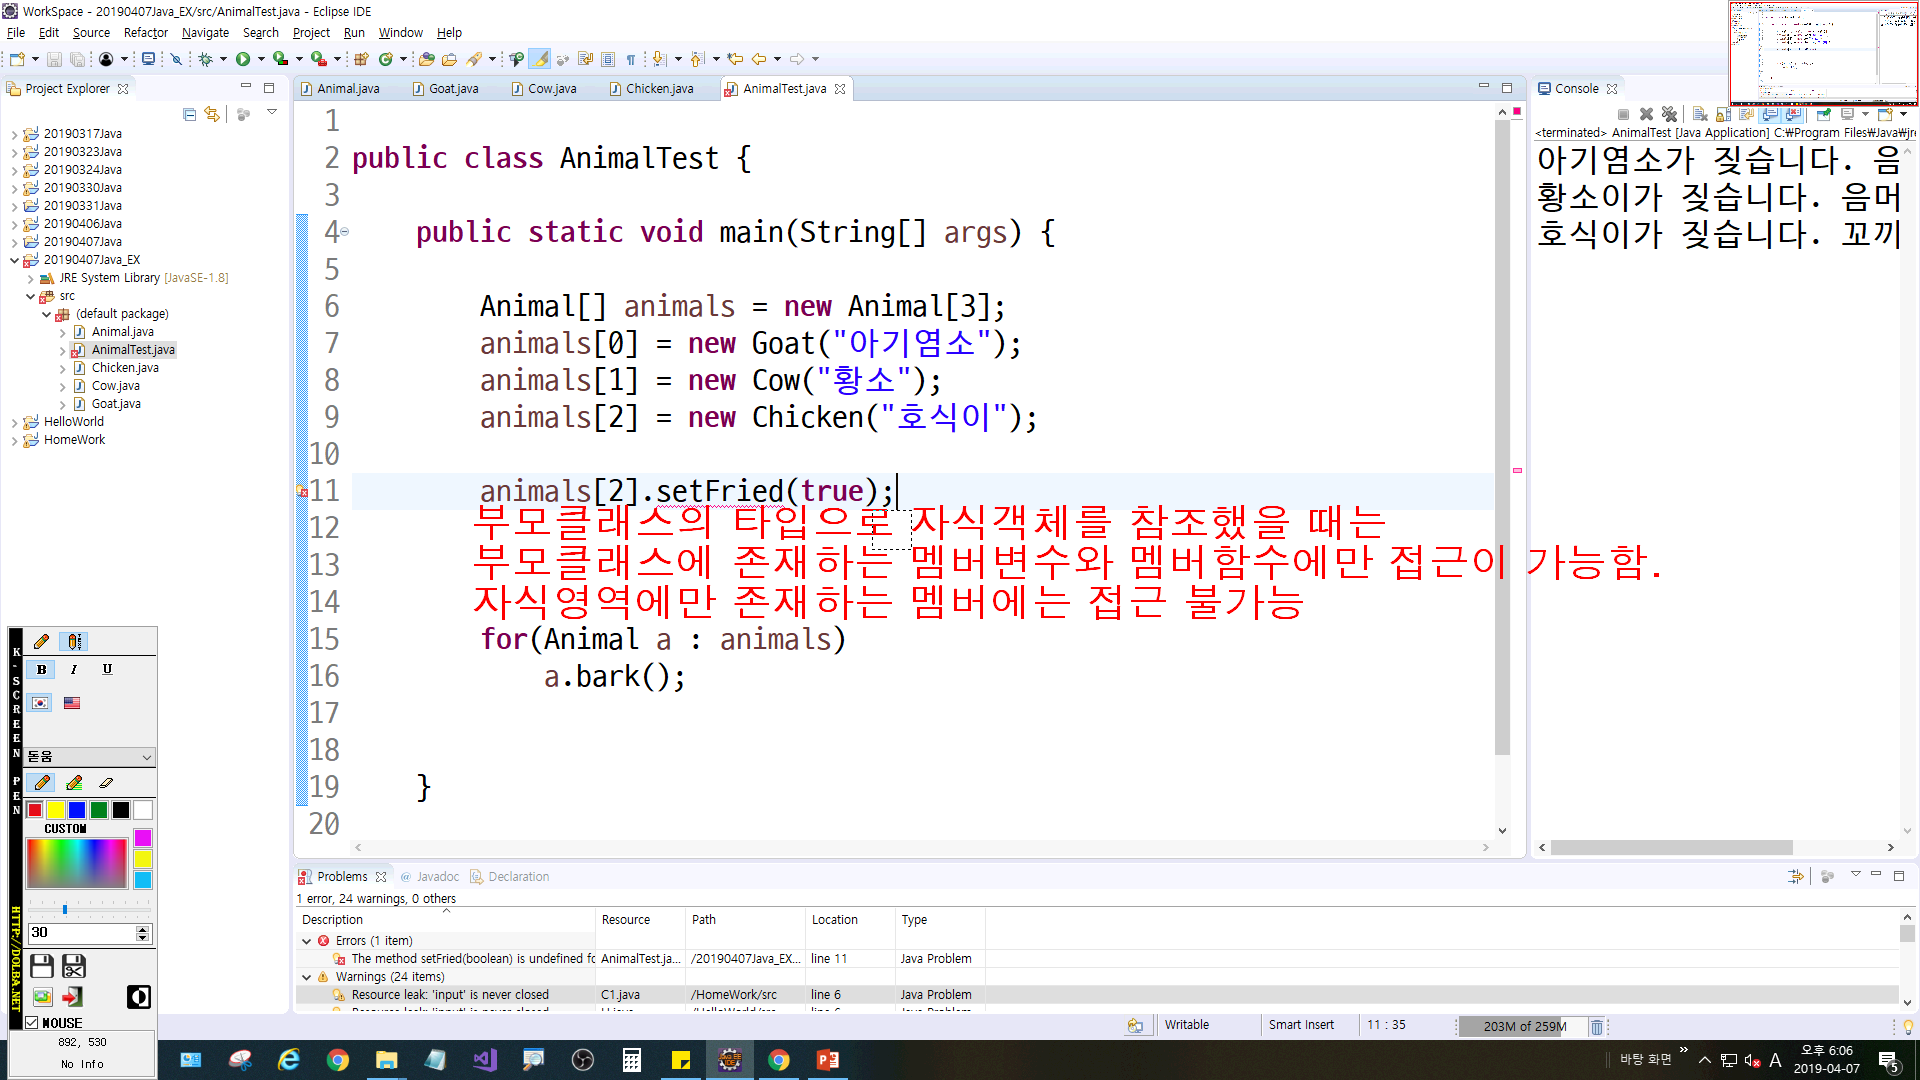 WorkSpace - 20190407Java_EX/src/AnimalTest.java - Eclipse IDE
File Edit Source Refactor Navigate Search Project Run Window Help
Project Explorer
20190317Java
20190323Java
20190324Java
20190330Java
20190331Java
20190406Java
20190407Java
20190407Java_EX
JRE System Library [JavaSE-1.8]
src
(default package)
Animal.java
AnimalTest.java
Chicken.java
Cow.java
Goat.java
HelloWorld
HomeWork
Animal.java Goat.java Cow.java Chicken.java AnimalTest.java
1
2 public class AnimalTest {
3
4 public static void main(String[] args) {
5
6 Animal[] animals = new Animal[3];
7 animals[0] = new Goat("아기염소");
8 animals[1] = new Cow("황소");
9 animals[2] = new Chicken("호식이");
10
11 animals[2].setFried(true);
12 부모클래스의 타입으로 자식객체를 참조했을 때는
13 부모클래스에 존재하는 멤버변수와 멤버함수에만 접근이 가능함.
14 자식영역에만 존재하는 멤버에는 접근 불가능
15 for(Animal a : animals)
16 a.bark();
17
18
19 }
20
Console
<terminated> AnimalTest [Java Application] C:₩Program Files₩Java₩jre
아기염소가 짖습니다. 음
황소이가 짖습니다. 음머
호식이가 짖습니다. 꼬끼
K-SCREEN PEN
HTTP://DOLBA.NET
B I U
돋움
CUSTOM
30
MOUSE
892, 530
No Info
Problems @ Javadoc Declaration
1 error, 24 warnings, 0 others
Description Resource Path Location Type
Errors (1 item)
The method setFried(boolean) is undefined fo AnimalTest.ja... /20190407Java_EX... line 11 Java Problem
Warnings (24 items)
Resource leak: 'input' is never closed C1.java /HomeWork/src line 6 Java Problem
Writable Smart Insert 11 : 35 203M of 259M
바탕 화면 A 오후 6:06
2019-04-07
5